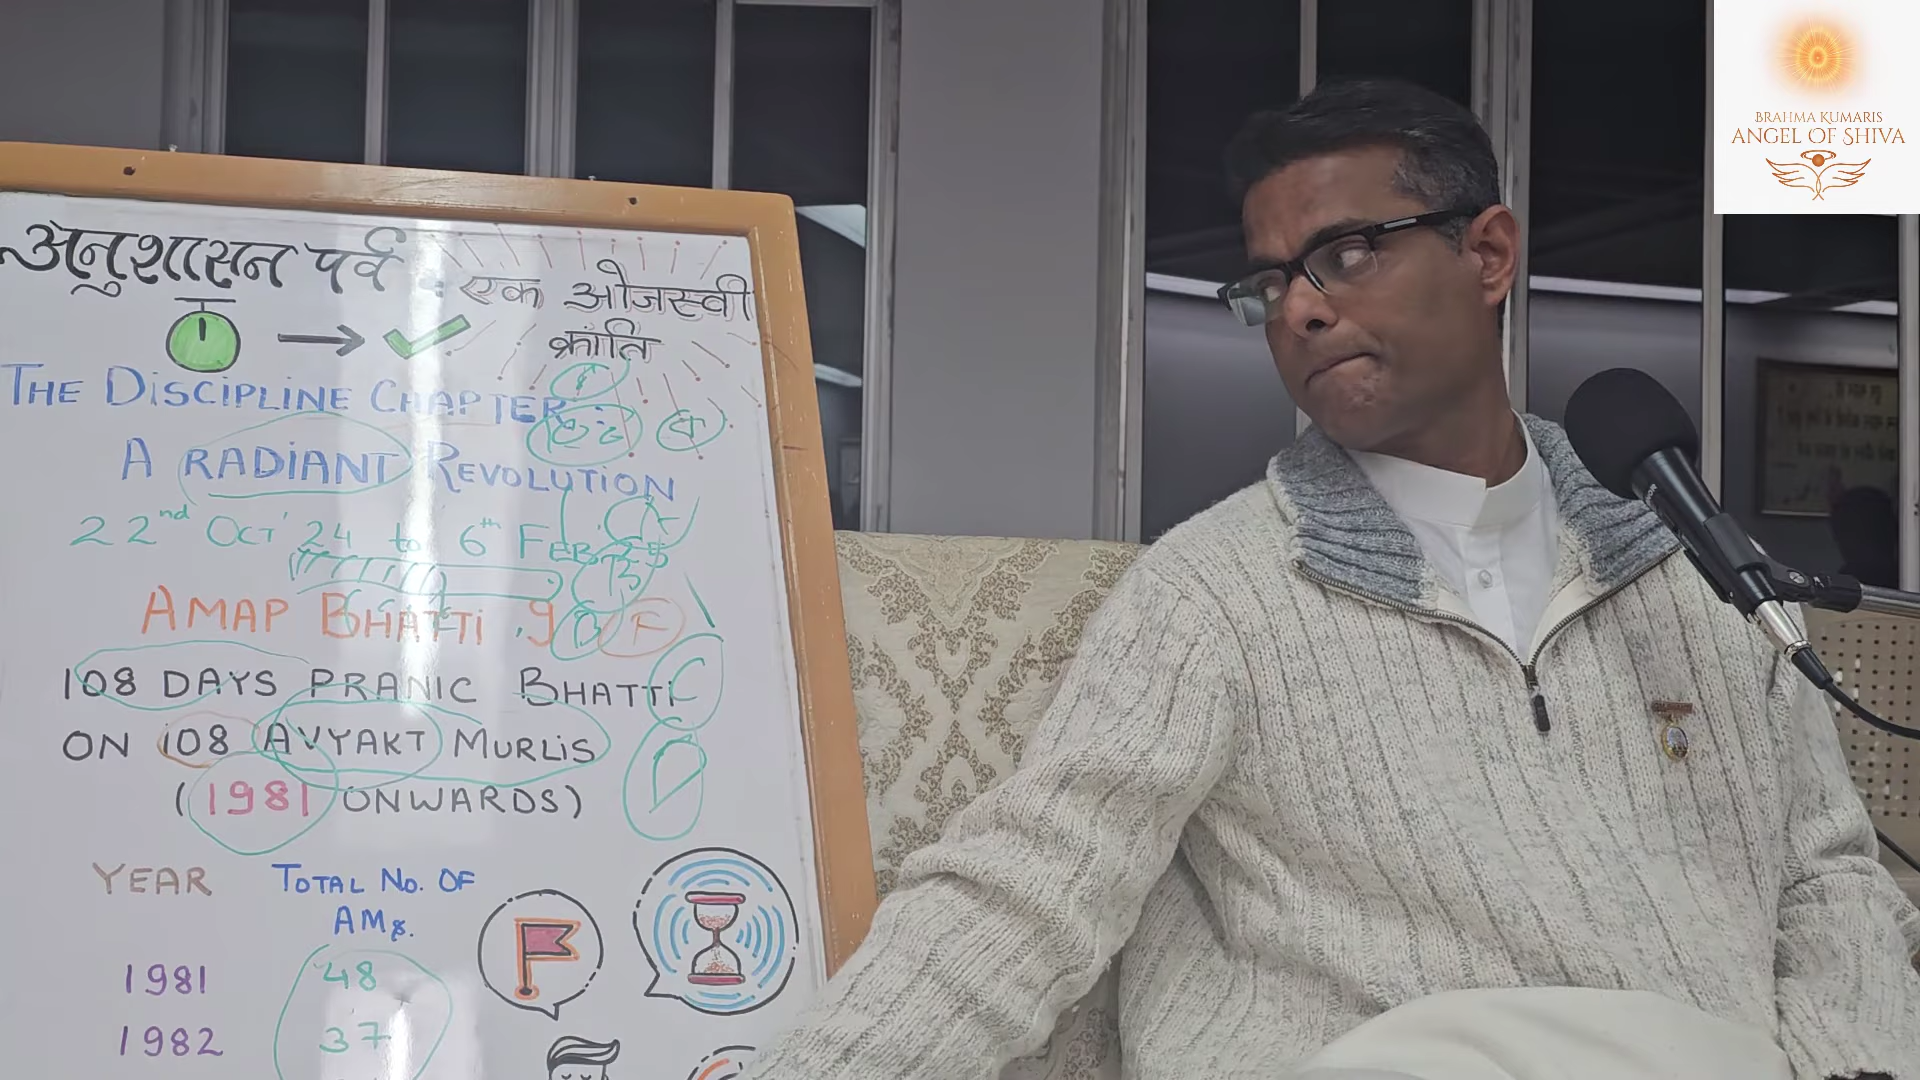 अनुशासन पर्व : एक ओजस्वी
क्रांति
THE DISCIPLINE CHAPTER :
A RADIANT REVOLUTION
22nd OCT' 24 to 6th FEB' 25
AMAP BHATTI . 9
108 DAYS PRANIC BHATTI
ON 108 AVYAKT MURLIS
(1981 ONWARDS)
YEAR TOTAL NO. OF
AMs.
1981 48
1982 37
C
D
F
BRAHMA KUMARIS
ANGEL OF SHIVA